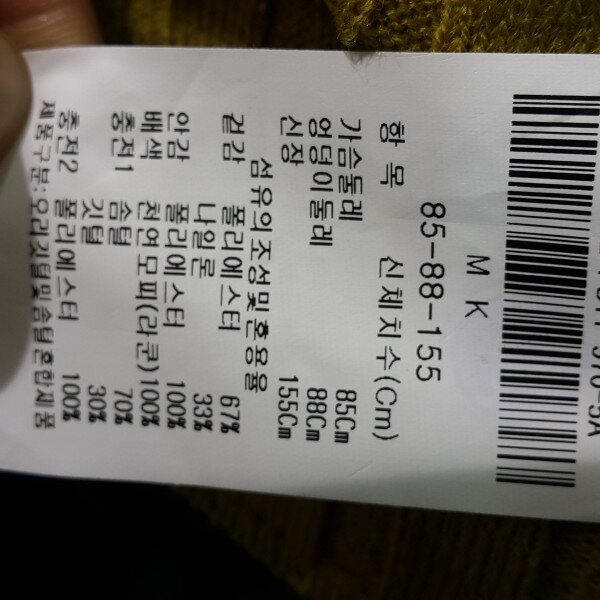 M K
85-88-155
항 목 신체치수(Cm)
가슴둘레 85Cm
엉덩이둘레 88Cm
신장 155Cm
섬유의조성및혼용율
겉감 폴리에스터 67%
나일론 33%
안감 폴리에스터 100%
배색 천연모피(라쿤)100%
충전1 솜털 70%
깃털 30%
충전2 폴리에스터 100%
제품구분:오리깃털및솜털혼합제품